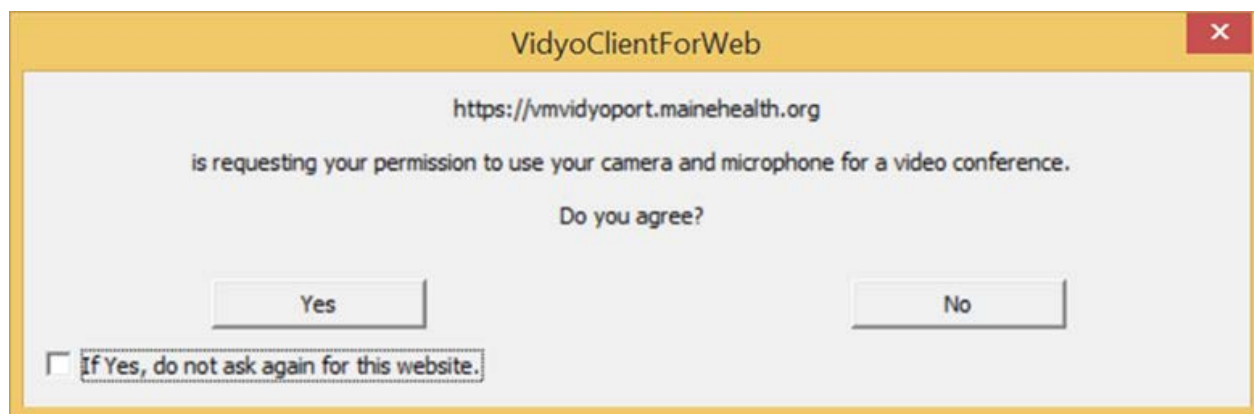 VidyoClientForWeb
https://vmvidyoport.mainehealth.org
is requesting your permission to use your camera and microphone for a video conference.
Do you agree?
Yes
No
If Yes, do not ask again for this website.